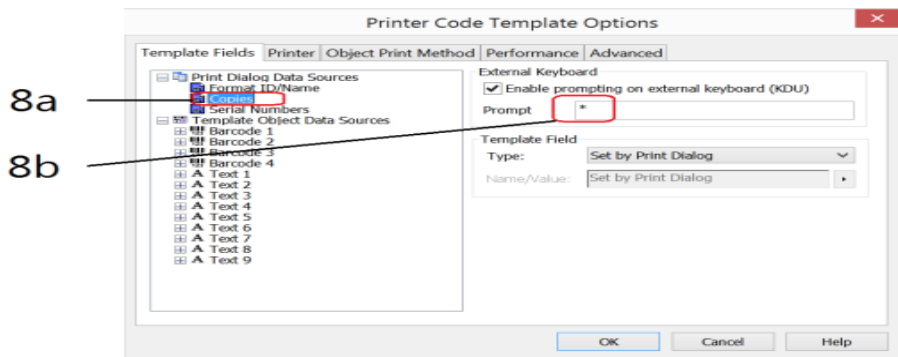 Printer Code Template Options
Template Fields Printer Object Print Method Performance Advanced
Print Dialog Data Sources
Format ID/Name
Copies
Serial Numbers
Template Object Data Sources
Barcode 1
Barcode 2
Barcode 3
Barcode 4
A Text 1
A Text 2
A Text 3
A Text 4
A Text 5
A Text 6
A Text 7
A Text 8
A Text 9
8a
8b
External Keyboard
Enable prompting on external keyboard (KDU)
Prompt *
Template Field
Type: Set by Print Dialog
Name/Value: Set by Print Dialog
OK Cancel Help